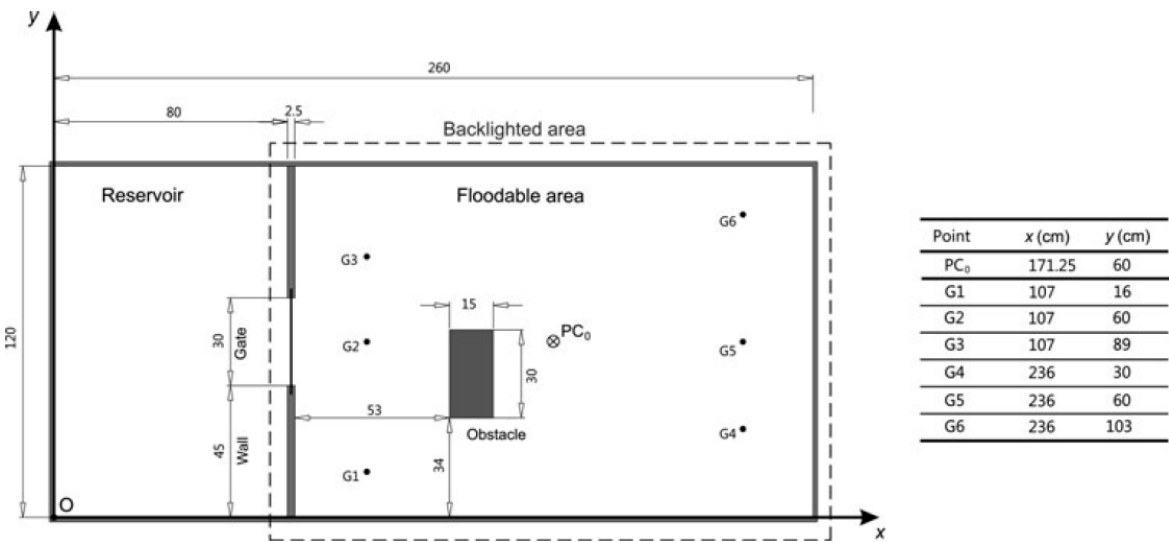 y
260
80
2.5
Backlighted area
Reservoir
Floodable area
G6
G3
15
120
30
Gate
G2
PC₀
G5
30
53
45
Wall
Obstacle
34
G4
G1
O
x
Point x (cm) y (cm)
PC₀ 171.25 60
G1 107 16
G2 107 60
G3 107 89
G4 236 30
G5 236 60
G6 236 103